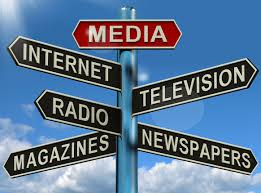 MEDIA
INTERNET
TELEVISION
RADIO
MAGAZINES
NEWSPAPERS